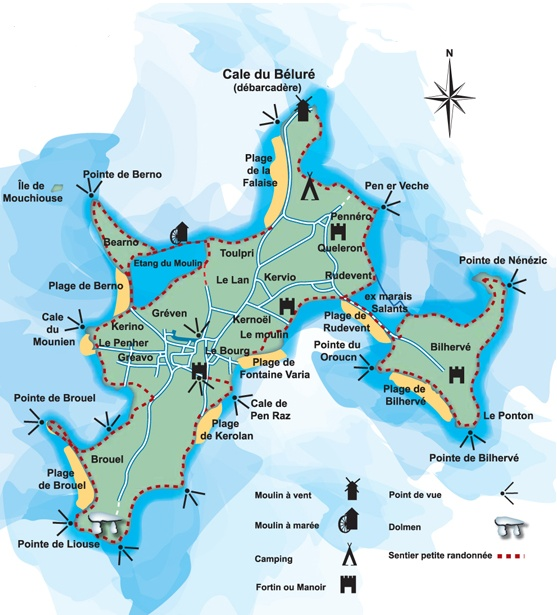 N
Cale du Béluré
(débarcadère)
Plage
de la
Falaise
Pointe de Berno
Île de
Mouchiouse
Pen er Veche
Pennéro
Bearno
Queleron
Toulpri
Etang du Moulin
Pointe de Nénézic
Kervio
Rudevent
Le Lan
Plage de Berno
ex marais
Salants
Gréven
Kernoël
Plage de
Rudevent
Cale
du
Mounien
Kerino
Le moulin
Le Penher
Pointe du
Oroucn
Bilhervé
Gréavo
Le Bourg
Plage de
Fontaine Varia
Plage de
Bilhervé
Pointe de Brouel
Cale de
Pen Raz
Le Ponton
Plage
de Kerolan
Brouel
Pointe de Bilhervé
Plage
de Brouel
Pointe de Liouse
Moulin à vent
Point de vue
Moulin à marée
Dolmen
Camping
Sentier petite randonnée
Fortin ou Manoir